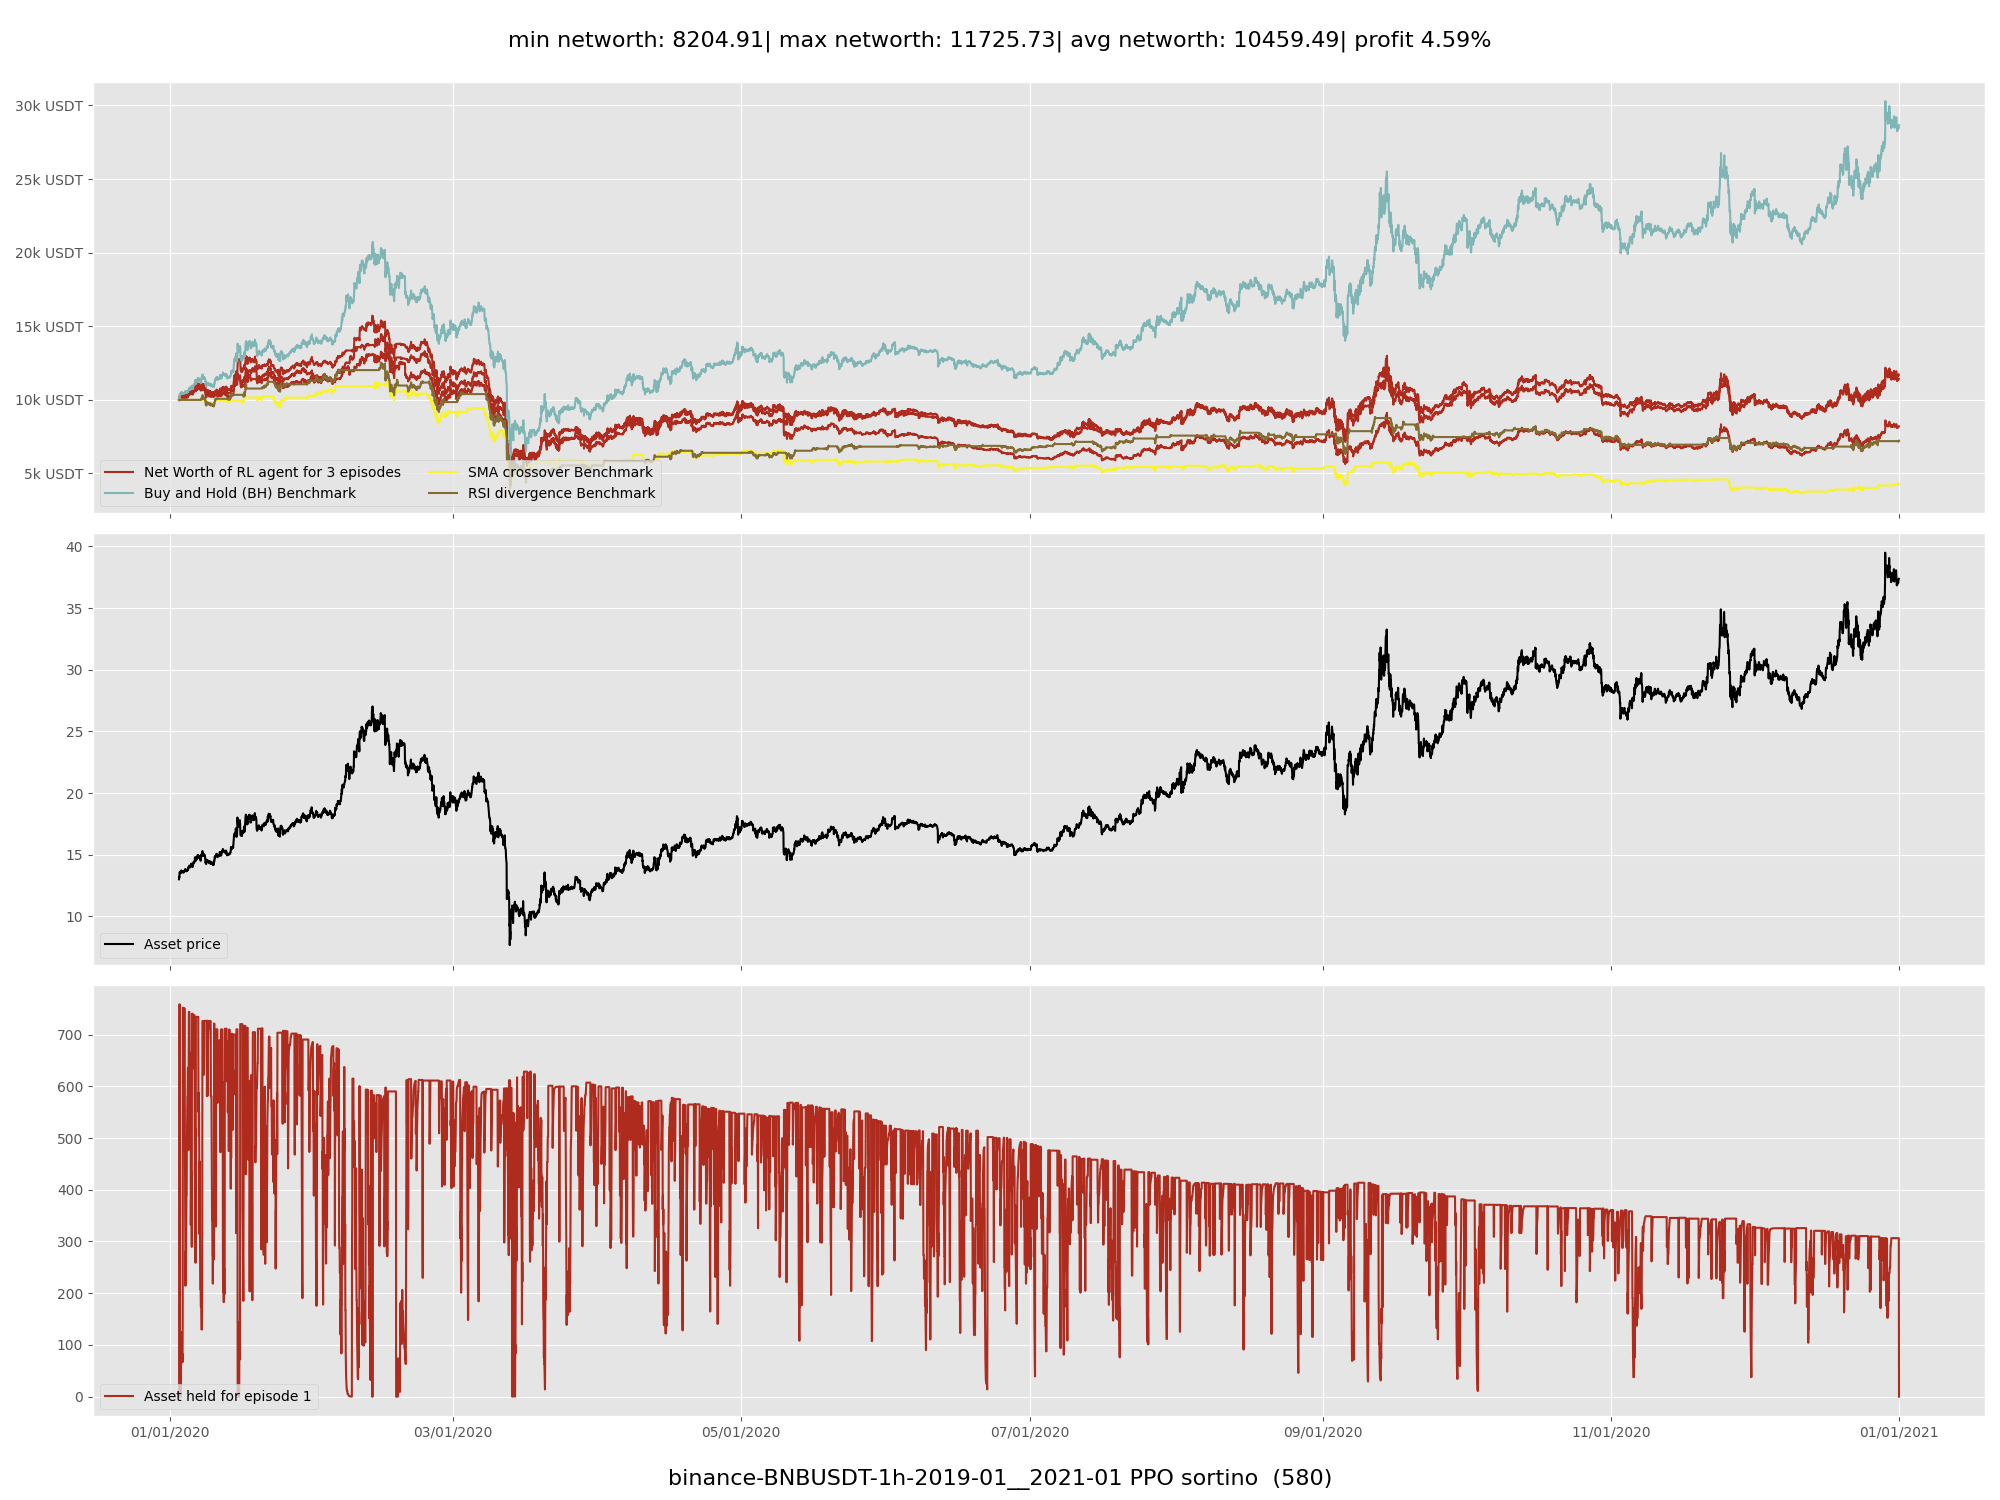 min networth: 8204.91| max networth: 11725.73| avg networth: 10459.49| profit 4.59%
30k USDT
25k USDT
20k USDT
15k USDT
10k USDT
5k USDT
Net Worth of RL agent for 3 episodes
Buy and Hold (BH) Benchmark
SMA crossover Benchmark
RSI divergence Benchmark
40
35
30
25
20
15
10
Asset price
700
600
500
400
300
200
100
0
Asset held for episode 1
01/01/2020 03/01/2020 05/01/2020 07/01/2020 09/01/2020 11/01/2020 01/01/2021
binance-BNBUSDT-1h-2019-01__2021-01 PPO sortino (580)